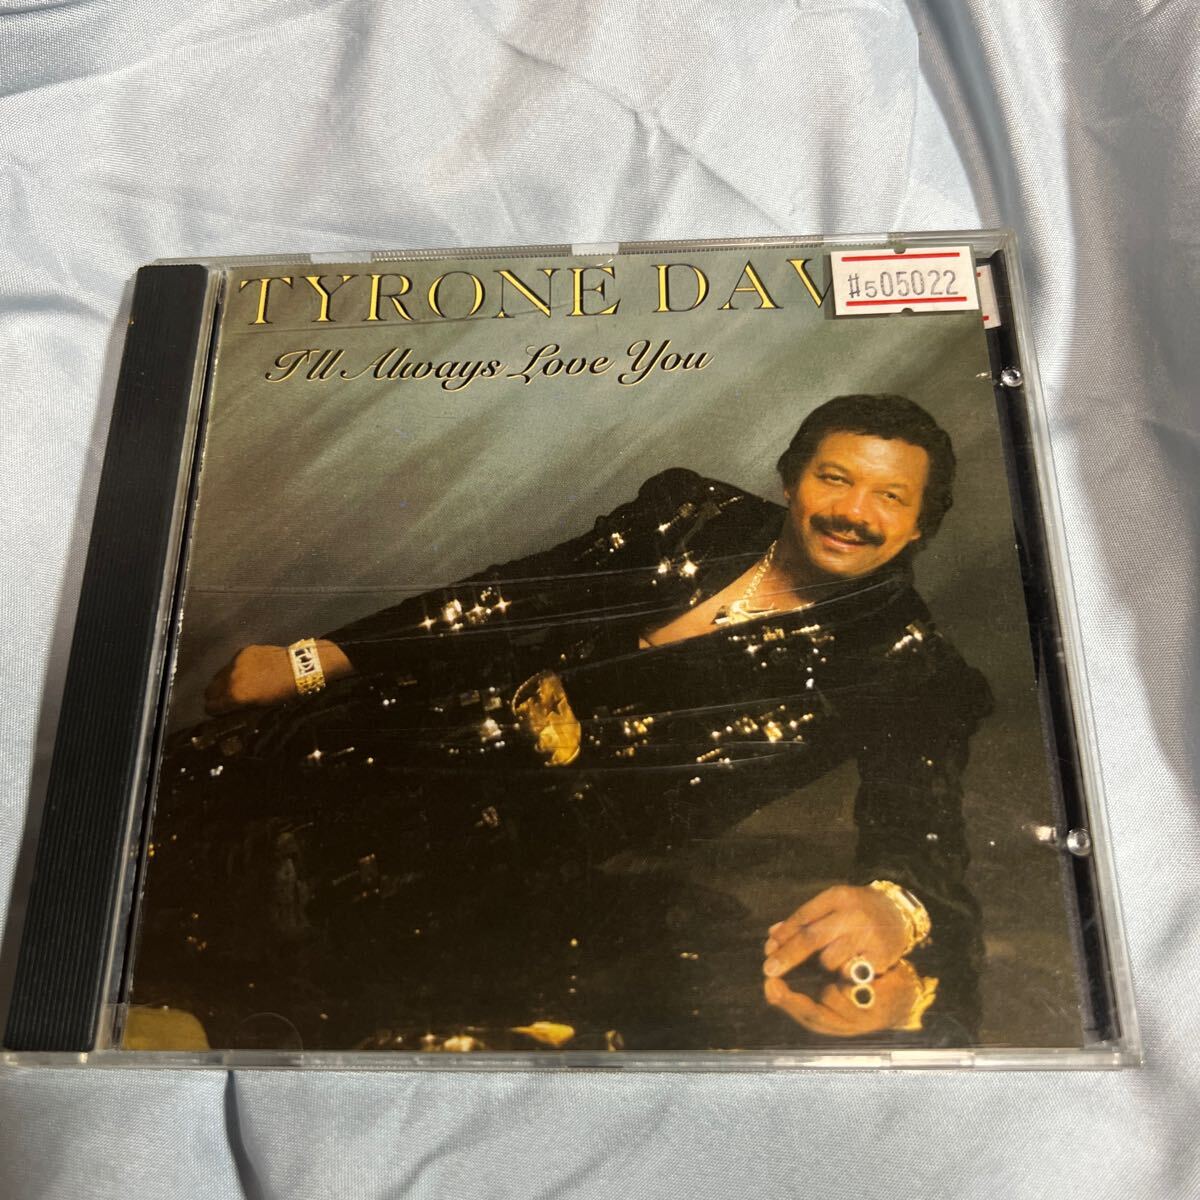 TYRONE DAV
#505022
I'll Always Love You